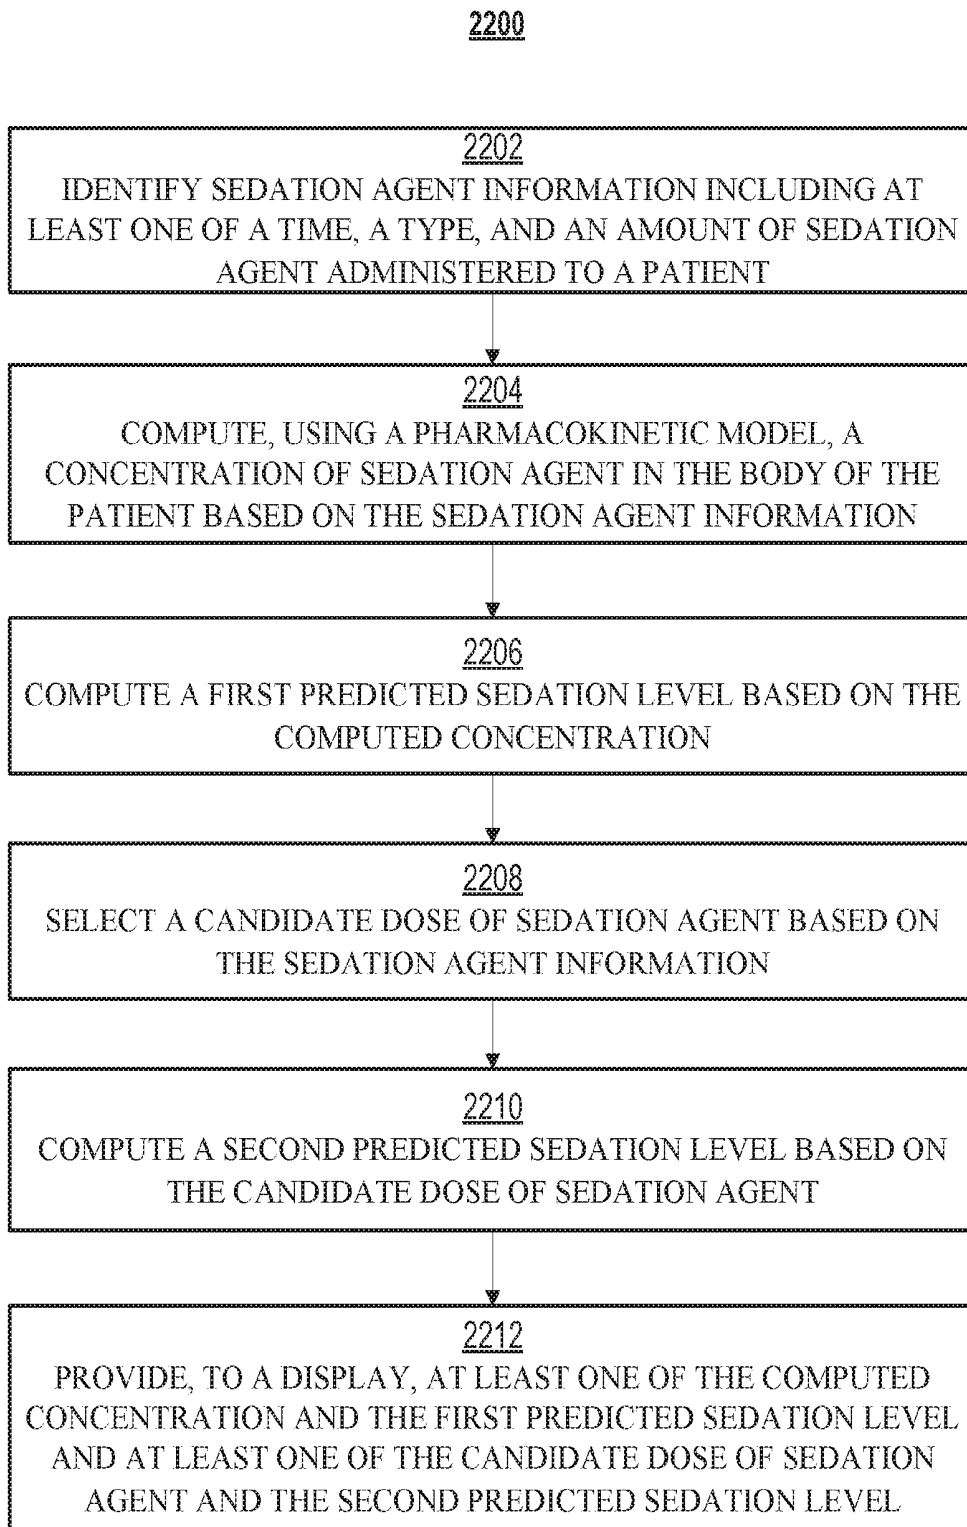 2200
2202
IDENTIFY SEDATION AGENT INFORMATION INCLUDING AT
LEAST ONE OF A TIME, A TYPE, AND AN AMOUNT OF SEDATION
AGENT ADMINISTERED TO A PATIENT
2204
COMPUTE, USING A PHARMACOKINETIC MODEL, A
CONCENTRATION OF SEDATION AGENT IN THE BODY OF THE
PATIENT BASED ON THE SEDATION AGENT INFORMATION
2206
COMPUTE A FIRST PREDICTED SEDATION LEVEL BASED ON THE
COMPUTED CONCENTRATION
2208
SELECT A CANDIDATE DOSE OF SEDATION AGENT BASED ON
THE SEDATION AGENT INFORMATION
2210
COMPUTE A SECOND PREDICTED SEDATION LEVEL BASED ON
THE CANDIDATE DOSE OF SEDATION AGENT
2212
PROVIDE, TO A DISPLAY, AT LEAST ONE OF THE COMPUTED
CONCENTRATION AND THE FIRST PREDICTED SEDATION LEVEL
AND AT LEAST ONE OF THE CANDIDATE DOSE OF SEDATION
AGENT AND THE SECOND PREDICTED SEDATION LEVEL